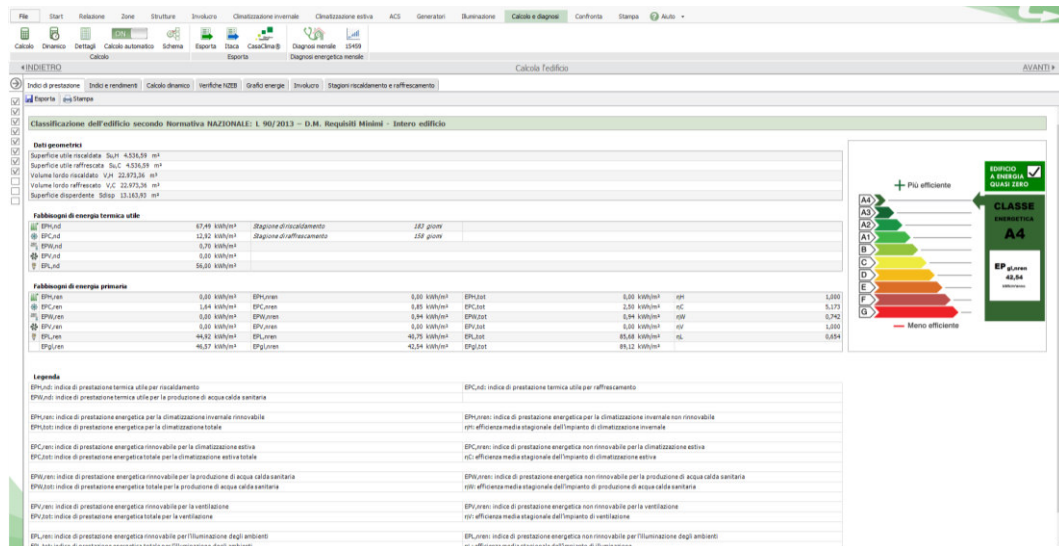 File Start Relazione Zone Strutture Involucro Climatizzazione invernale Climatizzazione estiva ACS Generatori Illuminazione Calcolo e diagnosi Confronta Stampa Aiuto
ON
Calcolo Dinamico Dettagli Calcolo automatico Schema Esporta Itaca CasaClima® Diagnosi mensile 15459
Calcolo Esporta Diagnosi energetica mensile
INDIETRO Calcola l'edificio AVANTI
Indici di prestazione Indici e rendimenti Calcolo dinamico Verifiche NZEB Grafici energie Involucro Stagioni riscaldamento e raffrescamento
Esporta Stampa
Classificazione dell'edificio secondo Normativa NAZIONALE: L 90/2013 – D.M. Requisiti Minimi - Intero edificio
Dati geometrici
Superficie utile riscaldata Su,H 4.536,59 m²
Superficie utile raffrescata Su,C 4.536,59 m²
Volume lordo riscaldato V,H 22.973,36 m³
Volume lordo raffrescato V,C 22.973,36 m³
Superficie disperdente Sdisp 13.163,93 m²
Fabbisogni di energia termica utile
EPH,nd 67,49 kWh/m² Stagione di riscaldamento 183 giorni
EPC,nd 12,92 kWh/m² Stagione di raffrescamento 158 giorni
EPW,nd 0,70 kWh/m²
EPV,nd 0,00 kWh/m²
EPL,nd 56,00 kWh/m²
Fabbisogni di energia primaria
EPH,ren 0,00 kWh/m² EPH,nren 0,00 kWh/m² EPH,tot 0,00 kWh/m² ηH 1,000
EPC,ren 1,64 kWh/m² EPC,nren 0,85 kWh/m² EPC,tot 2,50 kWh/m² ηC 5,173
EPW,ren 0,00 kWh/m² EPW,nren 0,94 kWh/m² EPW,tot 0,94 kWh/m² ηW 0,742
EPV,ren 0,00 kWh/m² EPV,nren 0,00 kWh/m² EPV,tot 0,00 kWh/m² ηV 1,000
EPL,ren 44,92 kWh/m² EPL,nren 40,75 kWh/m² EPL,tot 85,68 kWh/m² ηL 0,654
EPgl,ren 46,57 kWh/m² EPgl,nren 42,54 kWh/m² EPgl,tot 89,12 kWh/m²
Più efficiente
A4
A3
A2
A1
B
C
D
E
F
G
Meno efficiente
EDIFICIO
A ENERGIA
QUASI ZERO
CLASSE
ENERGETICA
A4
EP gl,nren
42,54
Legenda
EPH,nd: indice di prestazione termica utile per riscaldamento EPC,nd: indice di prestazione termica utile per raffrescamento
EPW,nd: indice di prestazione termica utile per la produzione di acqua calda sanitaria
EPH,ren: indice di prestazione energetica per la climatizzazione invernale rinnovabile EPH,nren: indice di prestazione energetica per la climatizzazione invernale non rinnovabile
EPH,tot: indice di prestazione energetica per la climatizzazione totale ηH: efficienza media stagionale dell'impianto di climatizzazione invernale
EPC,ren: indice di prestazione energetica rinnovabile per la climatizzazione estiva EPC,nren: indice di prestazione energetica non rinnovabile per la climatizzazione estiva
EPC,tot: indice di prestazione energetica totale per la climatizzazione estiva totale ηC: efficienza media stagionale dell'impianto di climatizzazione estiva
EPW,ren: indice di prestazione energetica rinnovabile per la produzione di acqua calda sanitaria EPW,nren: indice di prestazione energetica non rinnovabile per la produzione di acqua calda sanitaria
EPW,tot: indice di prestazione energetica totale per la produzione di acqua calda sanitaria ηW: efficienza media stagionale dell'impianto di produzione di acqua calda sanitaria
EPV,ren: indice di prestazione energetica rinnovabile per la ventilazione EPV,nren: indice di prestazione energetica non rinnovabile per la ventilazione
EPV,tot: indice di prestazione energetica totale per la ventilazione ηV: efficienza media stagionale dell'impianto di ventilazione
EPL,ren: indice di prestazione energetica rinnovabile per l'illuminazione degli ambienti EPL,nren: indice di prestazione energetica non rinnovabile per l'illuminazione degli ambienti